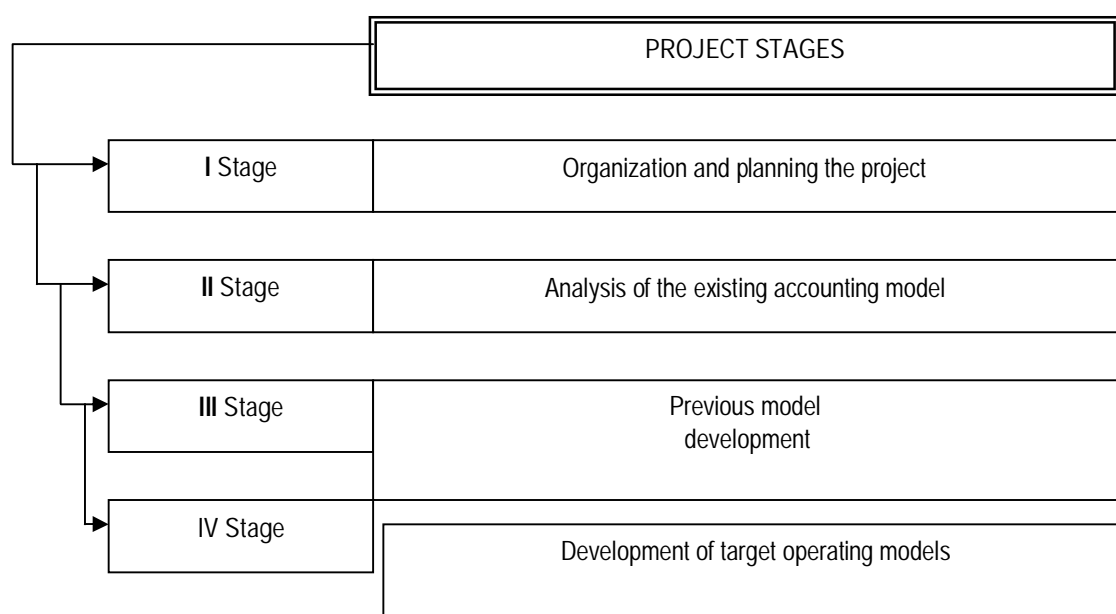 PROJECT STAGES
I Stage
Organization and planning the project
II Stage
Analysis of the existing accounting model
III Stage
Previous model
development
IV Stage
Development of target operating models